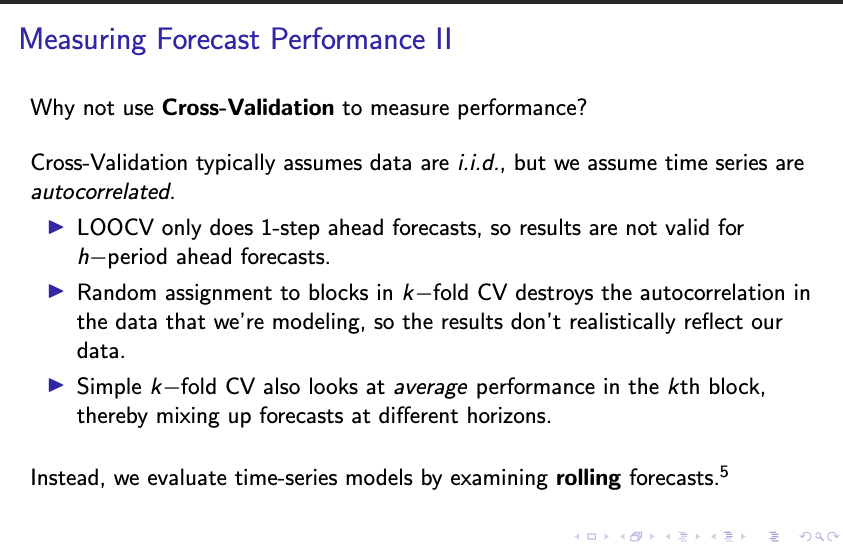 Measuring Forecast Performance II
Why not use Cross-Validation to measure performance?
Cross-Validation typically assumes data are i.i.d., but we assume time series are
autocorrelated.
▶ LOOCV only does 1-step ahead forecasts, so results are not valid for
h−period ahead forecasts.
▶ Random assignment to blocks in k−fold CV destroys the autocorrelation in
the data that we're modeling, so the results don't realistically reflect our
data.
▶ Simple k−fold CV also looks at average performance in the kth block,
thereby mixing up forecasts at different horizons.
Instead, we evaluate time-series models by examining rolling forecasts.⁵